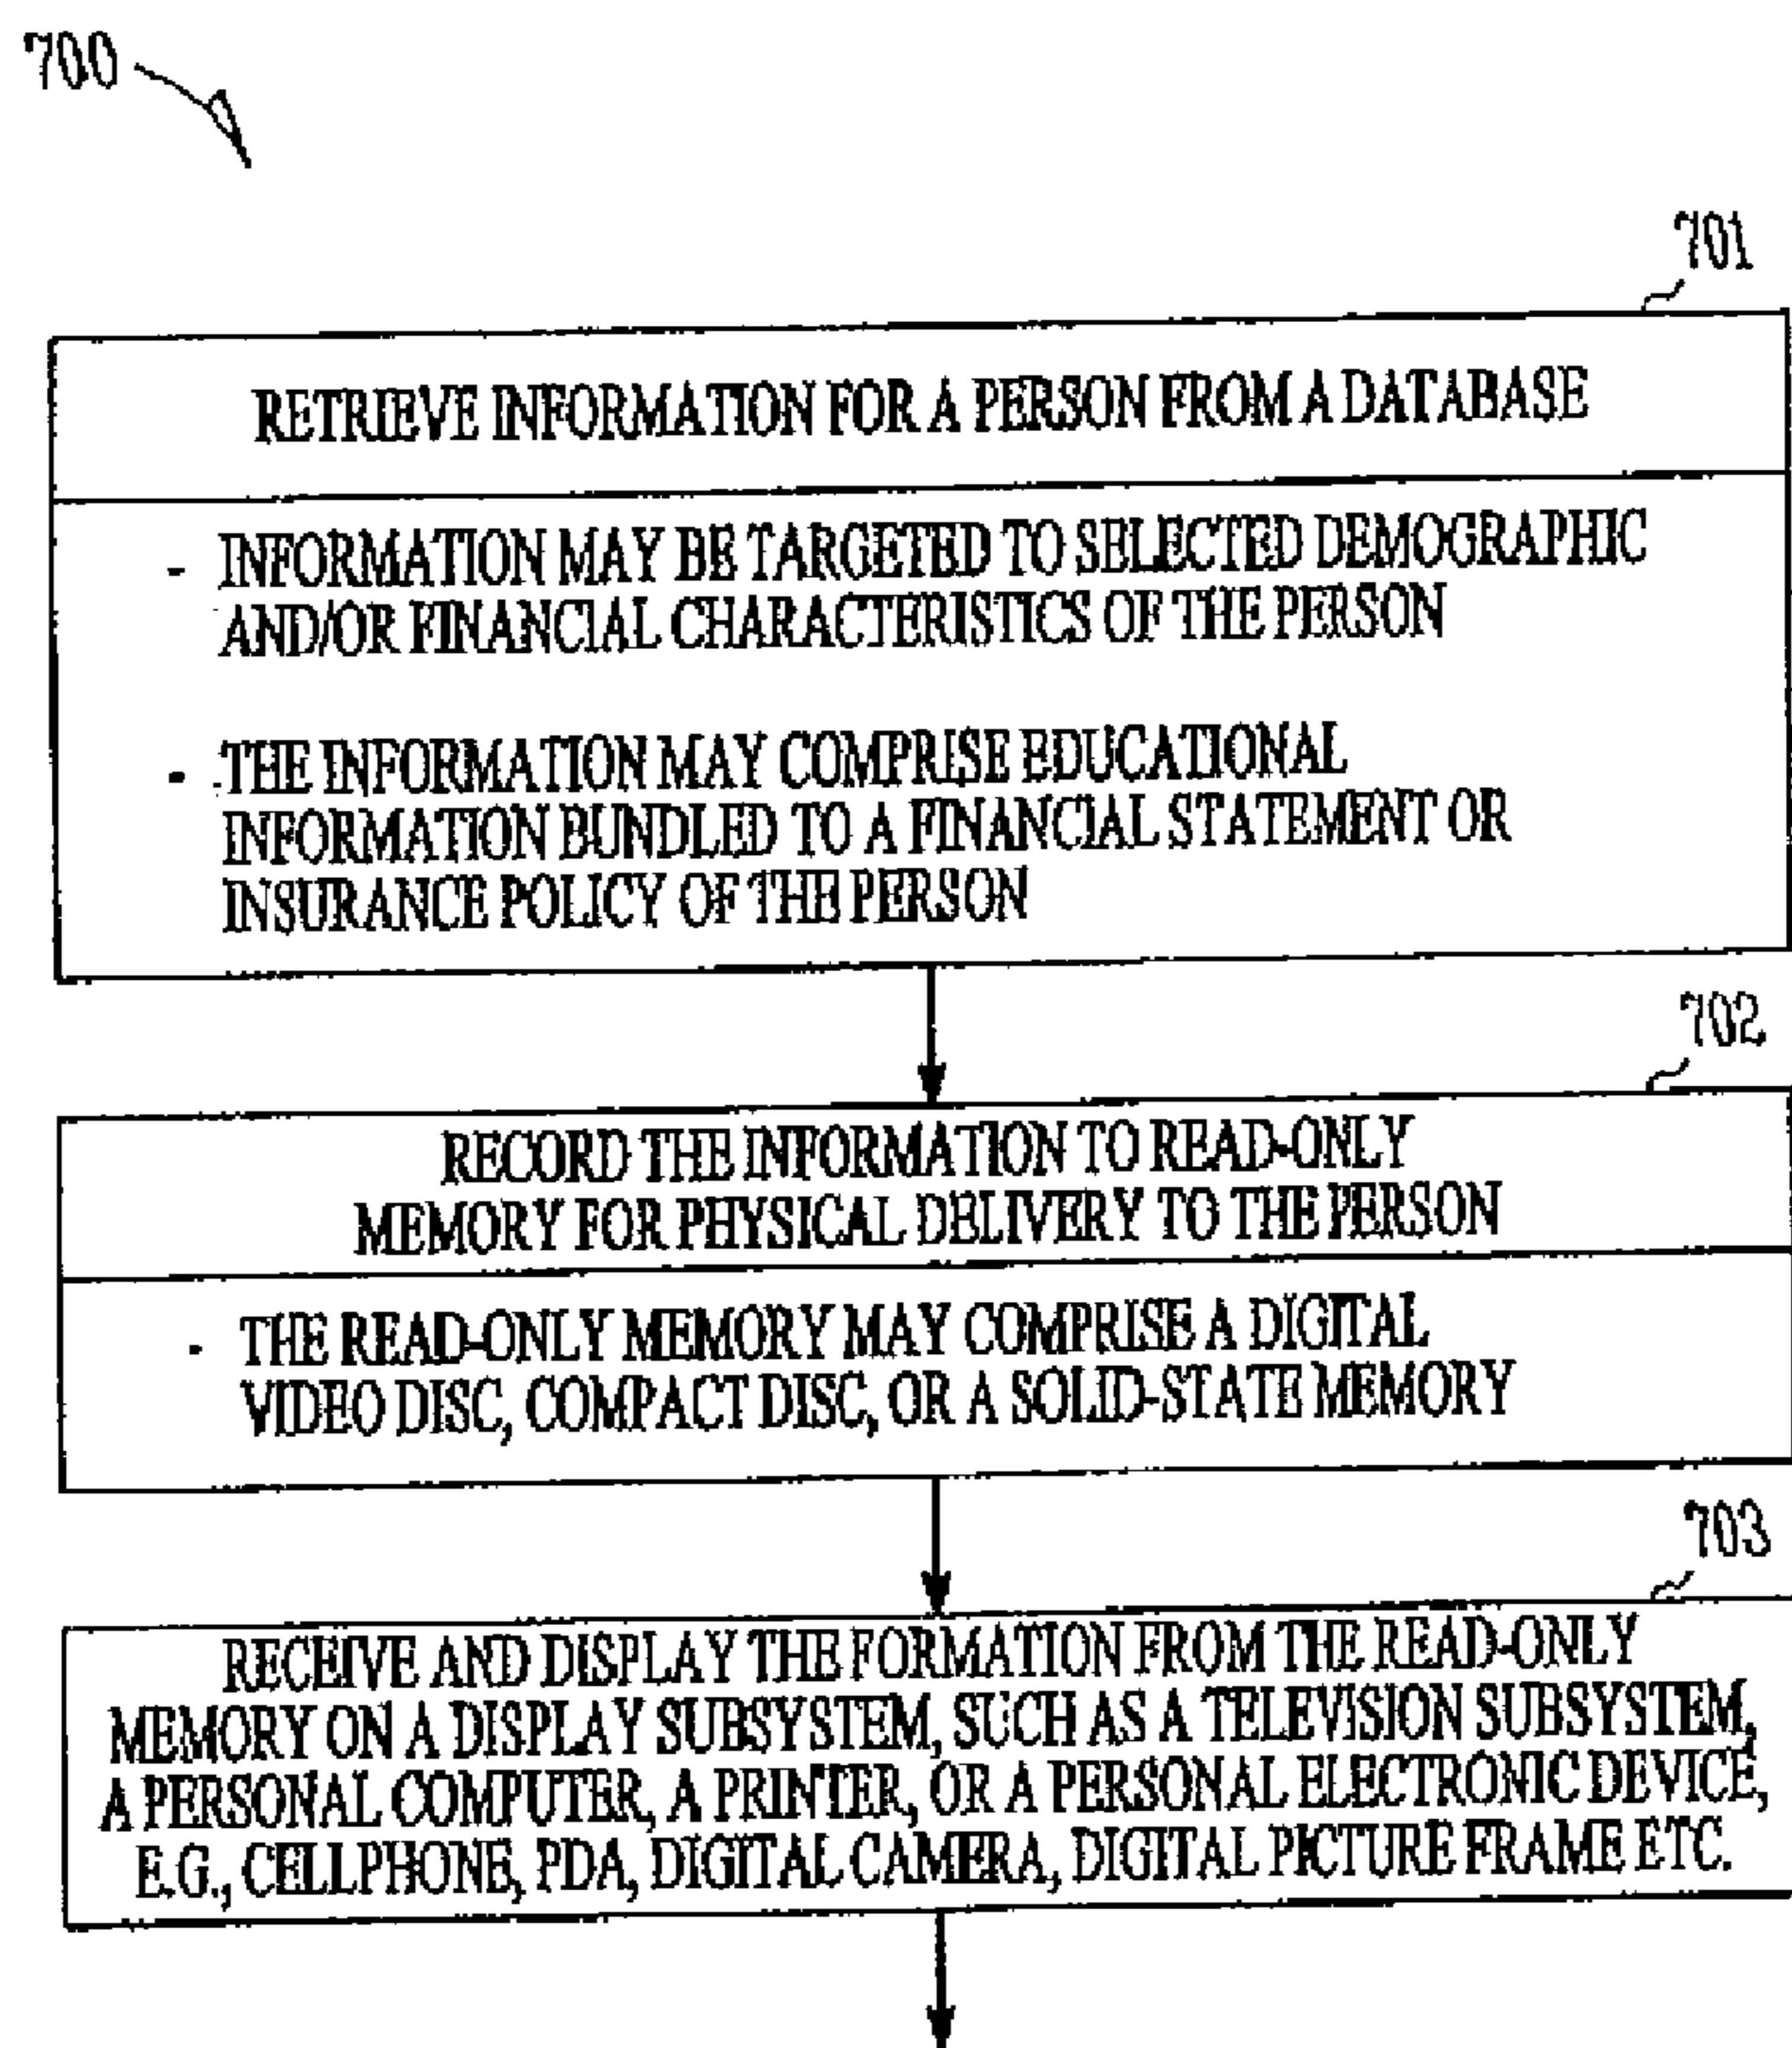 700
701
RETRIEVE INFORMATION FOR A PERSON FROM A DATABASE
- INFORMATION MAY BE TARGETED TO SELECTED DEMOGRAPHIC
AND/OR FINANCIAL CHARACTERISTICS OF THE PERSON
- THE INFORMATION MAY COMPRISE EDUCATIONAL
INFORMATION BUNDLED TO A FINANCIAL STATEMENT OR
INSURANCE POLICY OF THE PERSON
702
RECORD THE INFORMATION TO READ-ONLY
MEMORY FOR PHYSICAL DELIVERY TO THE PERSON
- THE READ-ONLY MEMORY MAY COMPRISE A DIGITAL
VIDEO DISC, COMPACT DISC, OR A SOLID-STATE MEMORY
703
RECEIVE AND DISPLAY THE FORMATION FROM THE READ-ONLY
MEMORY ON A DISPLAY SUBSYSTEM, SUCH AS A TELEVISION SUBSYSTEM,
A PERSONAL COMPUTER, A PRINTER, OR A PERSONAL ELECTRONIC DEVICE,
E.G., CELLPHONE, PDA, DIGITAL CAMERA, DIGITAL PICTURE FRAME ETC.